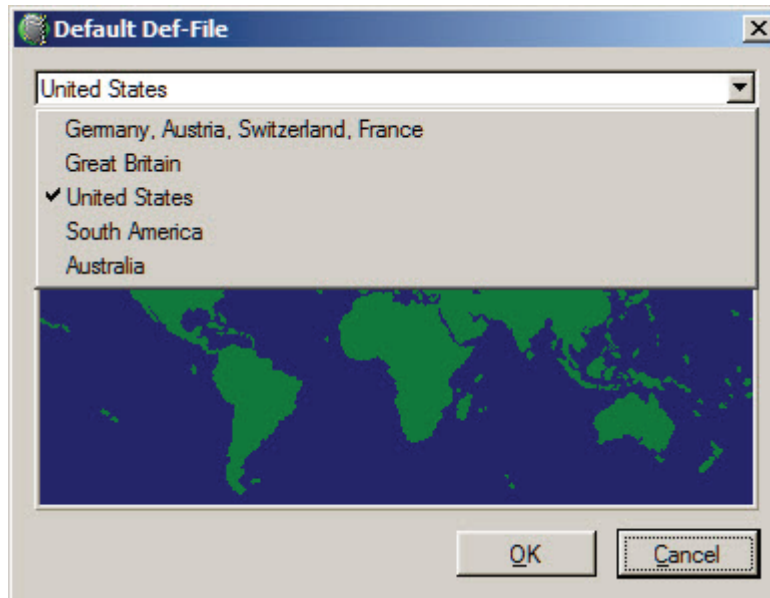 Default Def-File
United States
Germany, Austria, Switzerland, France
Great Britain
United States
South America
Australia
OK
Cancel